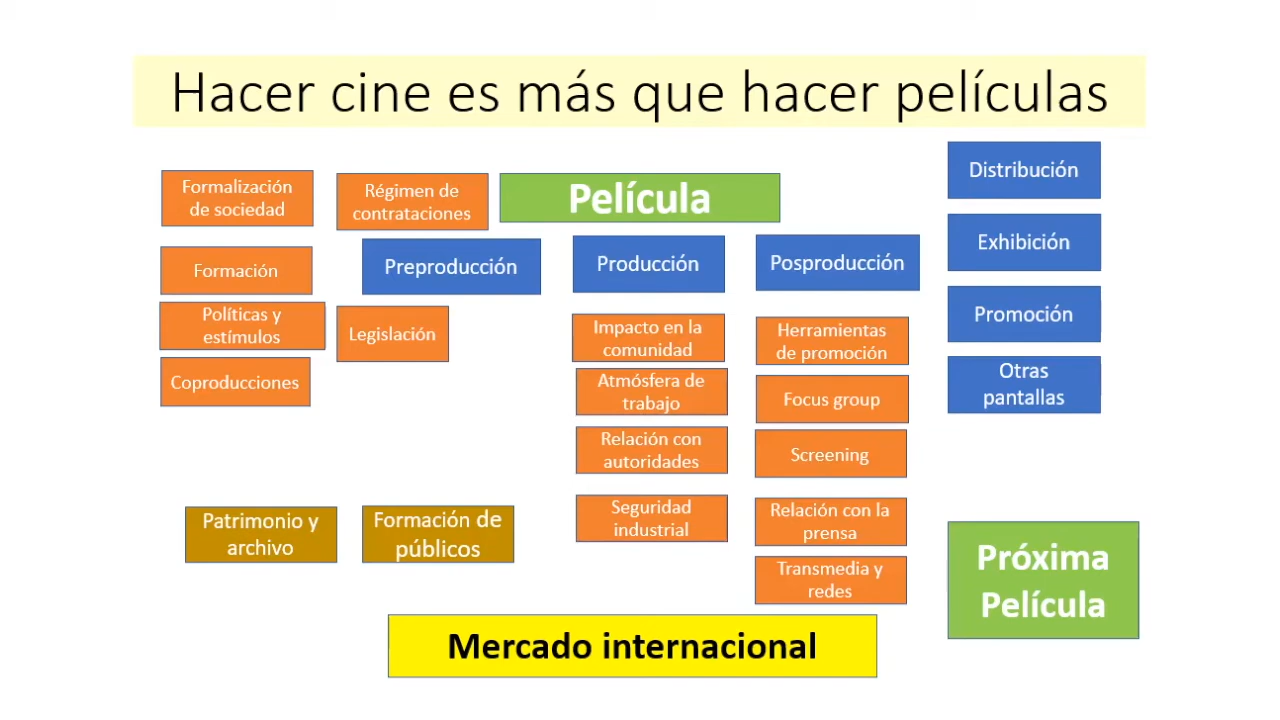 Hacer cine es más que hacer películas
Formalización
de sociedad
Régimen de
contrataciones
Película
Distribución
Formación
Preproducción
Producción
Posproducción
Exhibición
Políticas y
estímulos
Legislación
Impacto en la
comunidad
Herramientas
de promoción
Promoción
Coproducciones
Atmósfera de
trabajo
Focus group
Otras
pantallas
Relación con
autoridades
Screening
Patrimonio y
archivo
Formación de
públicos
Seguridad
industrial
Relación con la
prensa
Transmedia y
redes
Próxima
Película
Mercado internacional